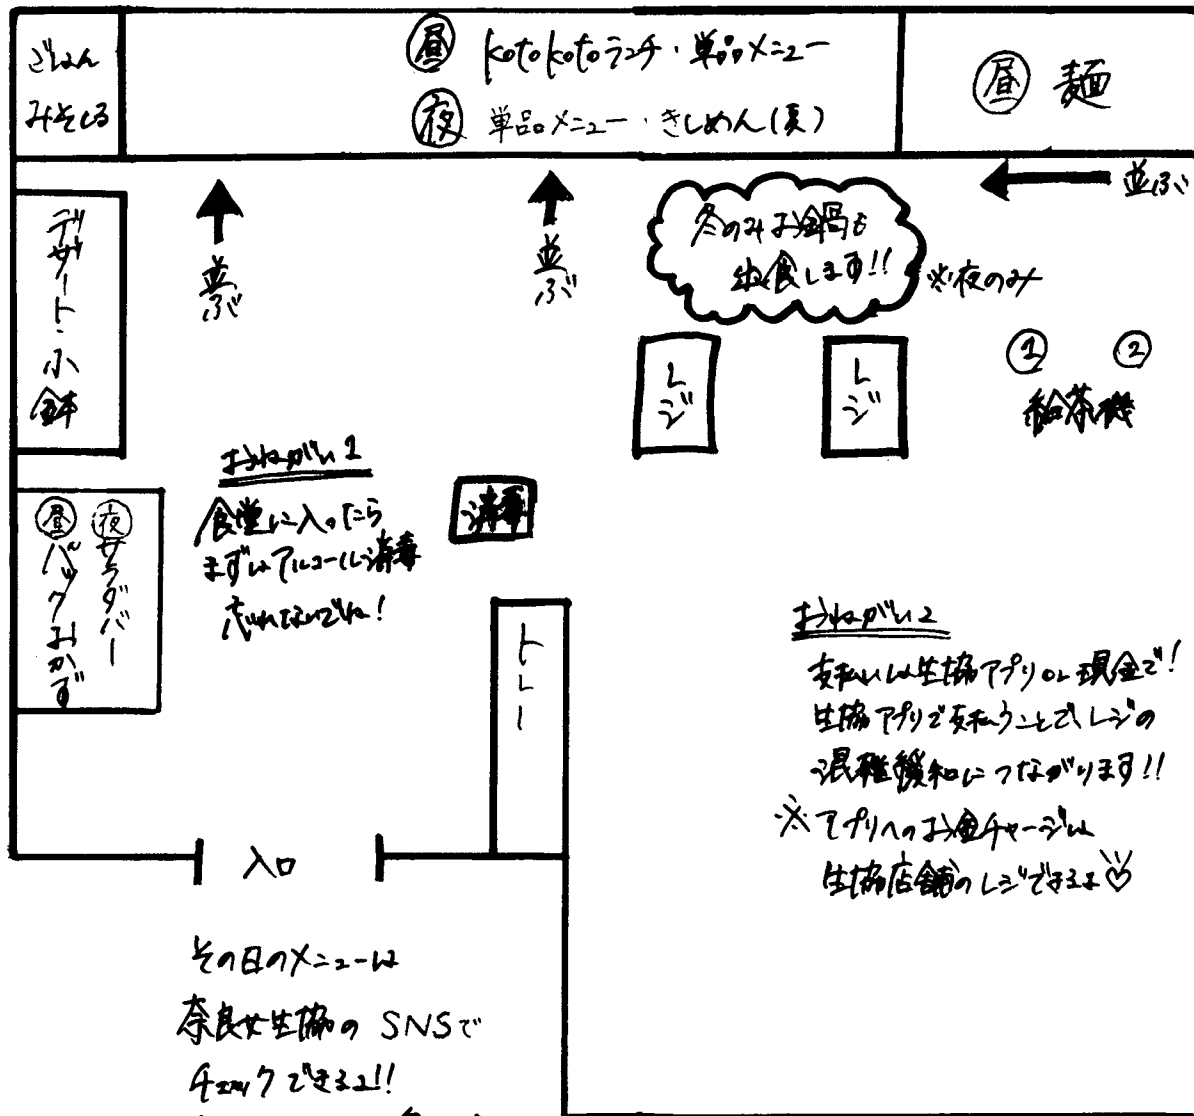 ごはん
みそしる
昼 kotokotoランチ・単品メニュー
夜 単品メニュー・きしめん(夏)
昼 麺
並ぶ
並ぶ
並ぶ
冬のみお鍋も
出食します!!
※夜のみ
デザート・小鉢
レジ
レジ
① ②
給茶機
おねがい1
食堂に入ったら
まずはアルコール消毒
忘れないでね!
消毒
夜サラダバー
昼パックおかず
トレー
おねがい2
支払いは生協アプリor現金で!
生協アプリで支払うことで、レジの
混雑緩和につながります!!
※アプリへのお金チャージは
生協店舗のレジできるよ♡
入口
その日のメニューは
奈良女生協のSNSで
チェックできるよ!!